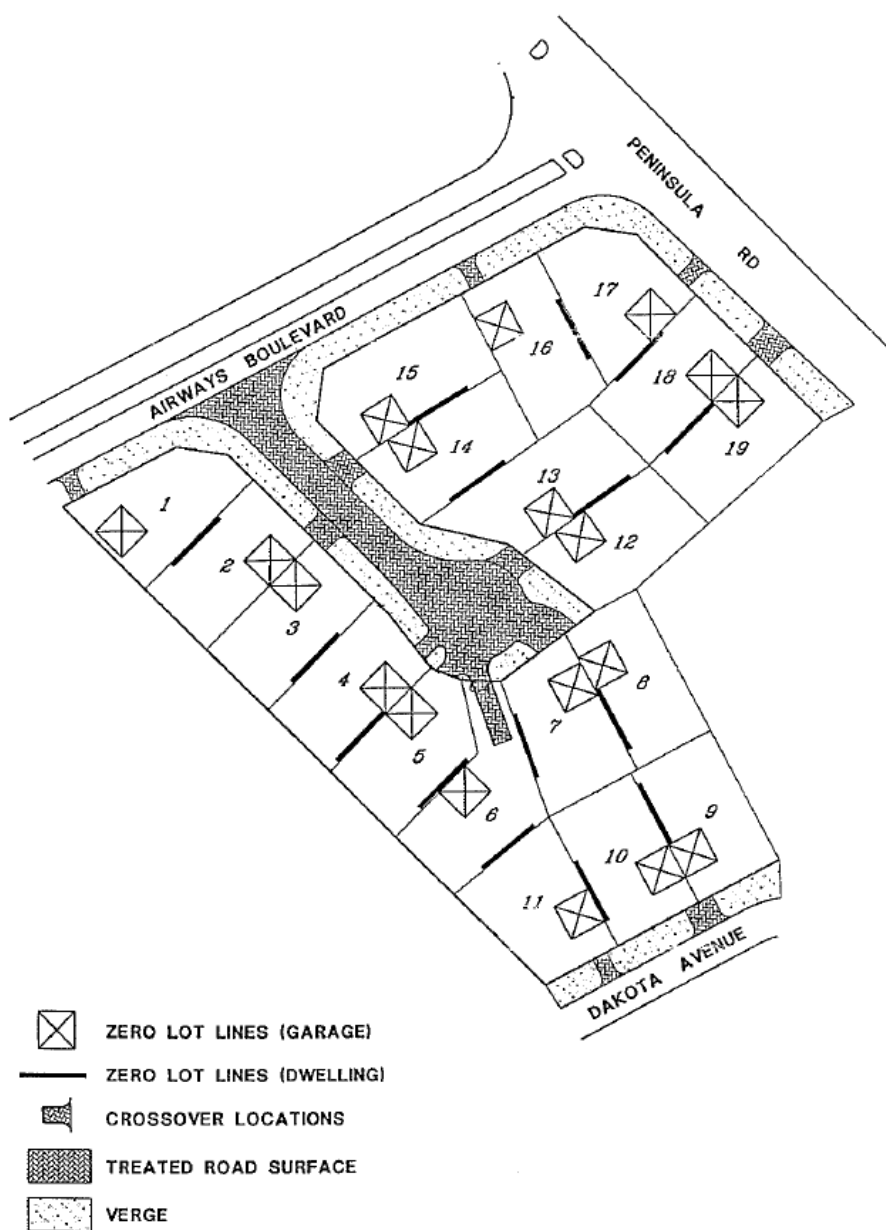 D
D
PENINSULA
RD
AIRWAYS BOULEVARD
17
16
15
18
14
19
13
12
1
2
3
4
5
6
7
8
9
10
11
DAKOTA AVENUE
ZERO LOT LINES (GARAGE)
ZERO LOT LINES (DWELLING)
CROSSOVER LOCATIONS
TREATED ROAD SURFACE
VERGE